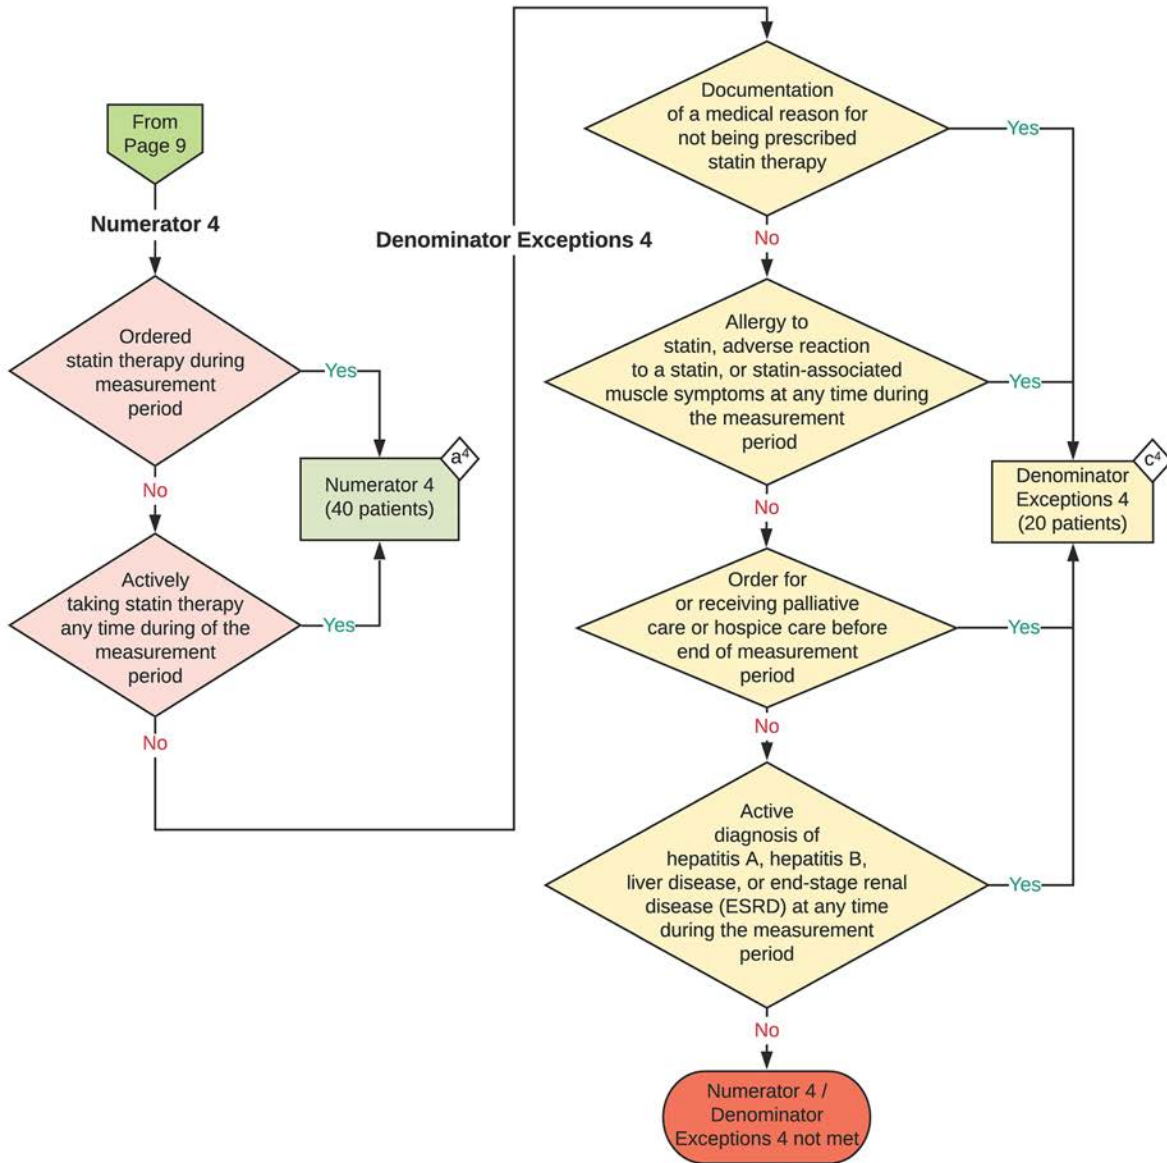 From
Page 9
Numerator 4
Ordered
statin therapy during
measurement
period
Yes
No
Numerator 4
(40 patients)
a⁴
Actively
taking statin therapy
any time during of the
measurement
period
Yes
No
Denominator Exceptions 4
Documentation
of a medical reason for
not being prescribed
statin therapy
Yes
No
Allergy to
statin, adverse reaction
to a statin, or statin-associated
muscle symptoms at any time during
the measurement
period
Yes
No
Denominator
Exceptions 4
(20 patients)
c⁴
Order for
or receiving palliative
care or hospice care before
end of measurement
period
Yes
No
Active
diagnosis of
hepatitis A, hepatitis B,
liver disease, or end-stage renal
disease (ESRD) at any time
during the measurement
period
Yes
No
Numerator 4 /
Denominator
Exceptions 4 not met